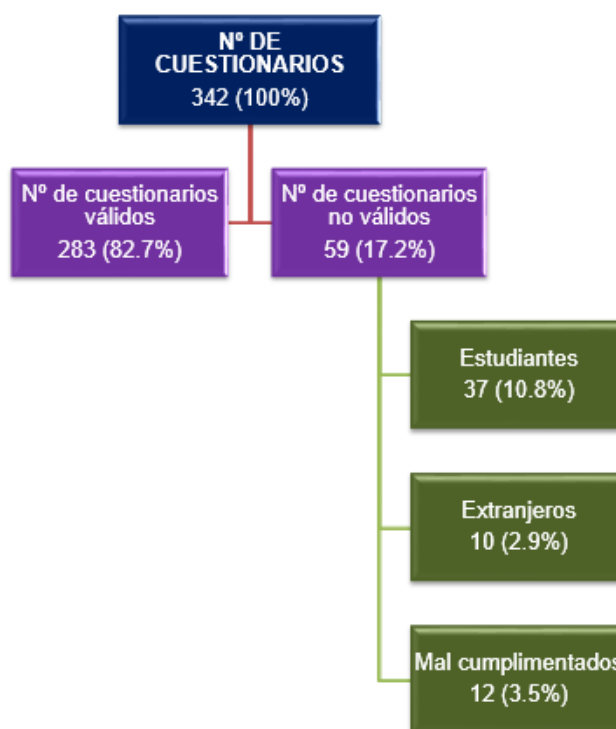 Nº DE
CUESTIONARIOS
342 (100%)
Nº de cuestionarios
válidos
283 (82.7%)
Nº de cuestionarios
no válidos
59 (17.2%)
Estudiantes
37 (10.8%)
Extranjeros
10 (2.9%)
Mal cumplimentados
12 (3.5%)